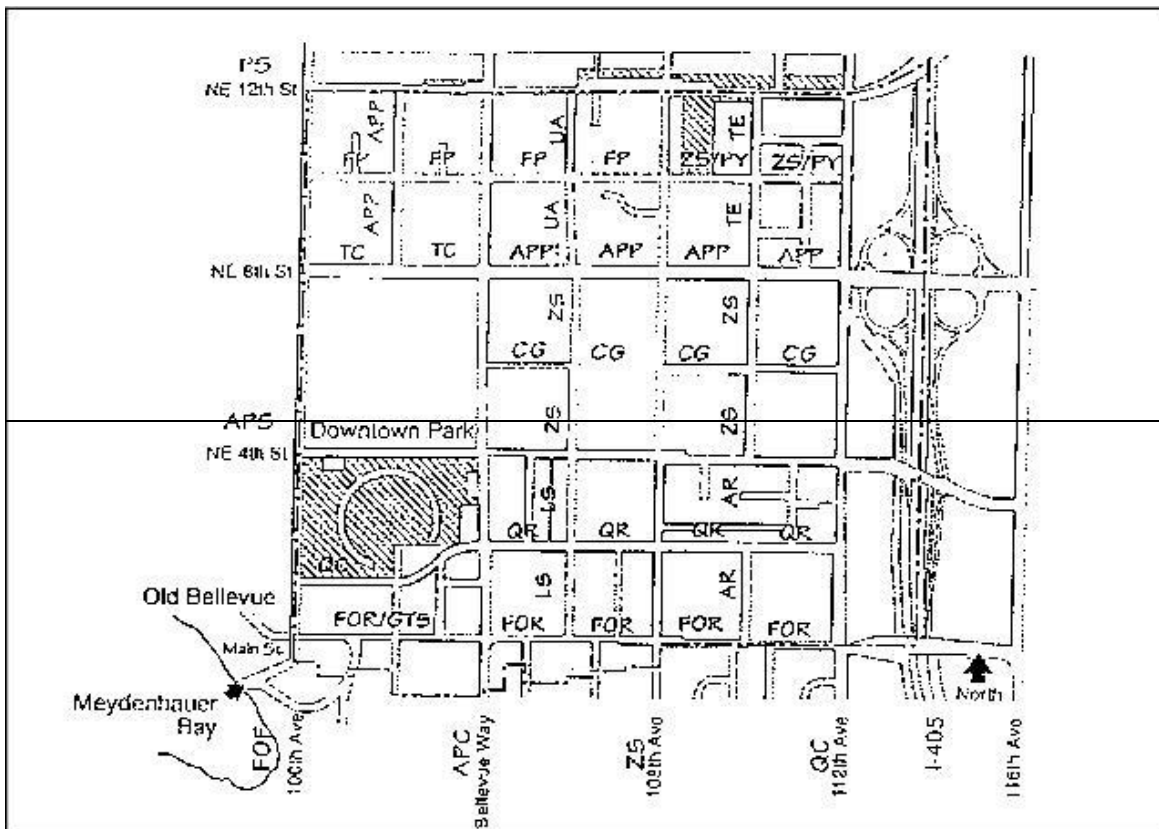 PS
NE 12th St
APP
UA
TE
FP
FP
FP
ZS/PY
ZS/PY
APP
UA
TE
TC
TC
APP
APP
APP
APP
NE 8th St
ZS
ZS
CG
CG
CG
CG
APS
ZS
ZS
Downtown Park
NE 4th St
LS
AR
QR
QR
QR
QR
LS
AR
Old Bellevue
FOR/GTS
FOR
FOR
FOR
FOR
Main St
North
Meydenbauer
Bay
FOF
100th Ave
APC
Bellevue Way
ZS
108th Ave
QC
112th Ave
I-405
116th Ave